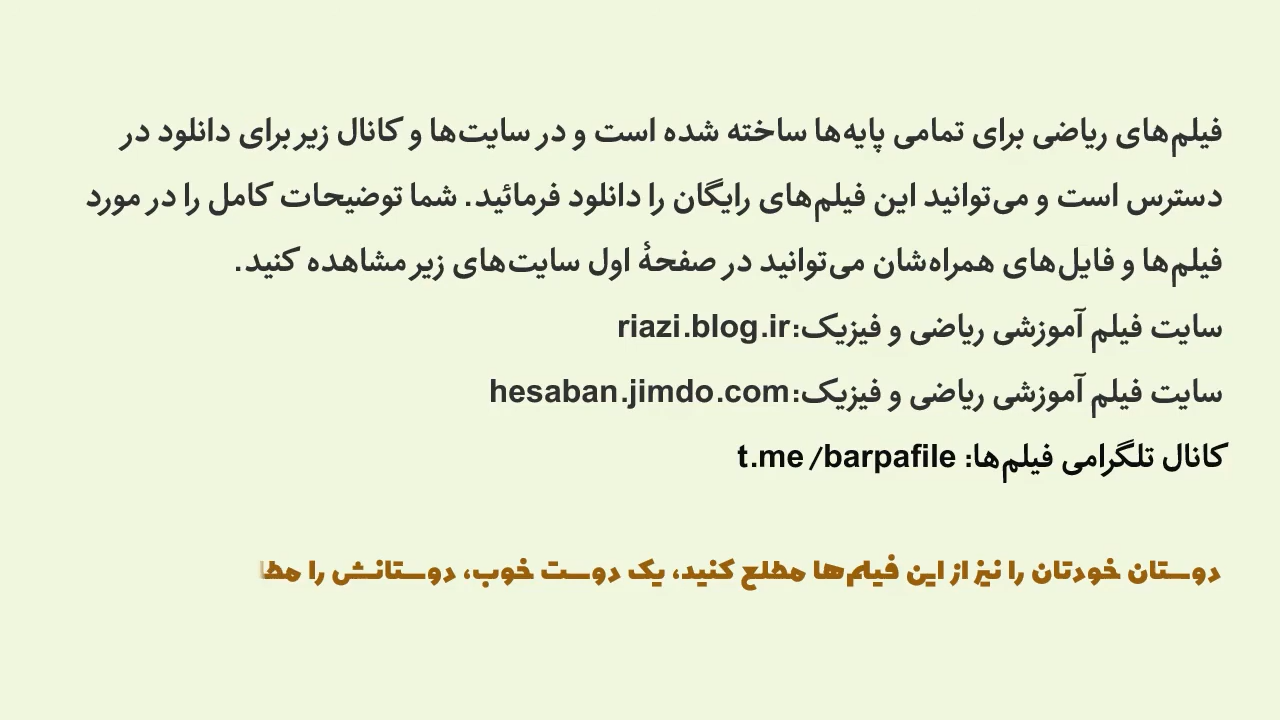 فیلم‌های ریاضی برای تمامی پایه‌ها ساخته شده است و در سایت‌ها و کانال زیر برای دانلود در
دسترس است و می‌توانید این فیلم‌های رایگان را دانلود فرمائید. شما توضیحات کامل را در مورد
فیلم‌ها و فایل‌های همراه‌شان می‌توانید در صفحهٔ اول سایت‌های زیر مشاهده کنید.
سایت فیلم آموزشی ریاضی و فیزیک:riazi.blog.ir
سایت فیلم آموزشی ریاضی و فیزیک:hesaban.jimdo.com
کانال تلگرامی فیلم‌ها: t.me/barpafile
دوستان خودتان را نیز از این فیلم‌ها مطلع کنید، یک دوست خوب، دوستانش را